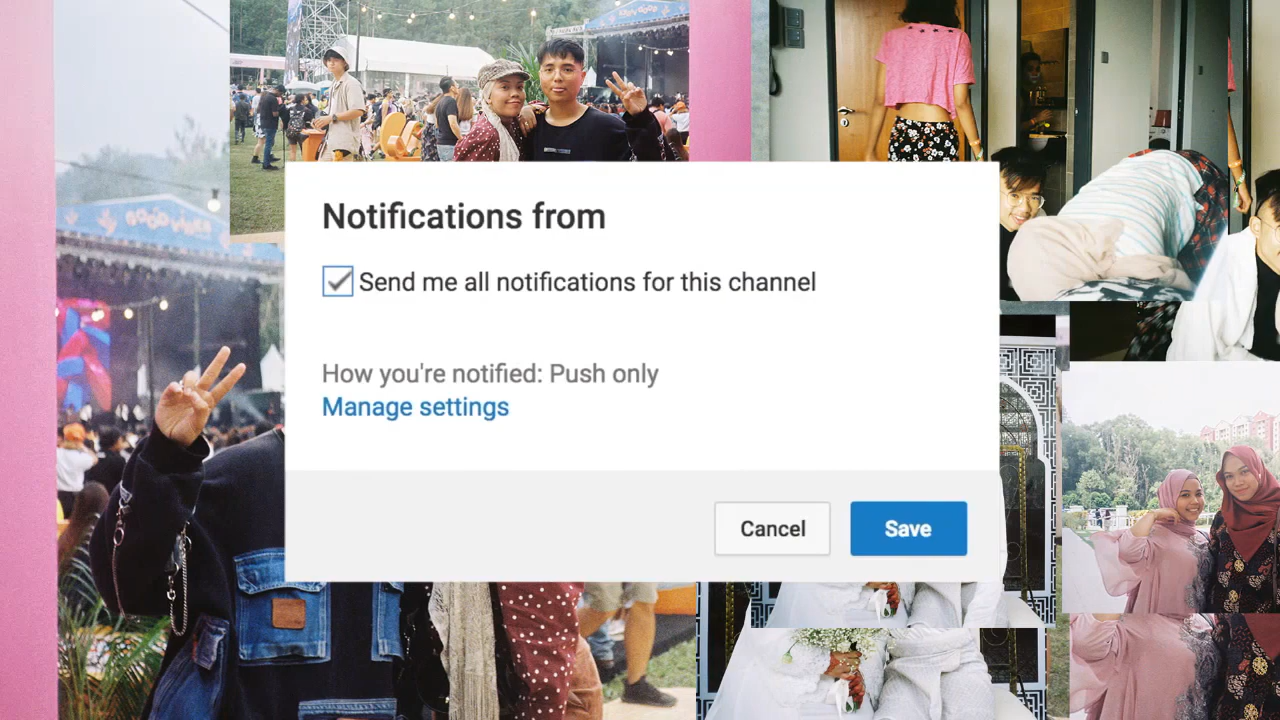 Notifications from
Send me all notifications for this channel
How you're notified: Push only
Manage settings
Cancel
Save